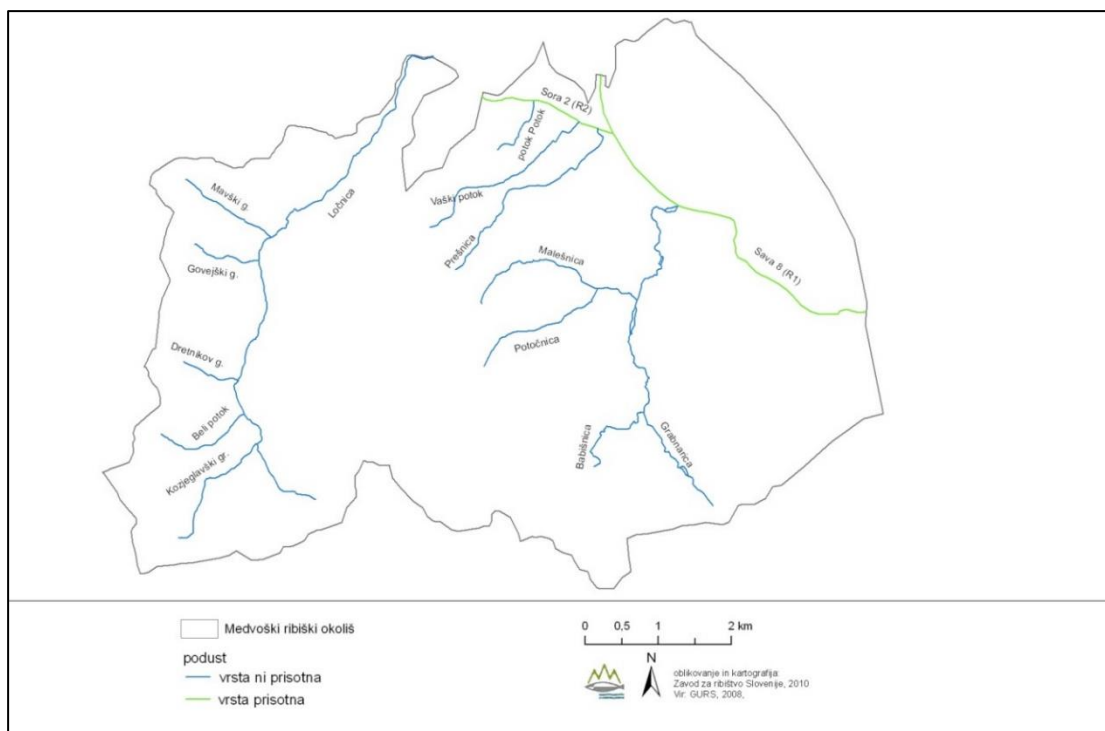 Sora 2 (R2)
potok Potok
Mavški g.
Ločnica
Vaški potok
Prešnica
Govejški g.
Malešnica
Sava 8 (R1)
Potočnica
Dretnikov g.
Beli potok
Babišnica
Grabnarica
Kozjeglavški gr.
Medvoški ribiški okoliš
podust
vrsta ni prisotna
vrsta prisotna
0 0,5 1 2 km
N
oblikovanje in kartografija:
Zavod za ribištvo Slovenije, 2010
Vir: GURS, 2008,